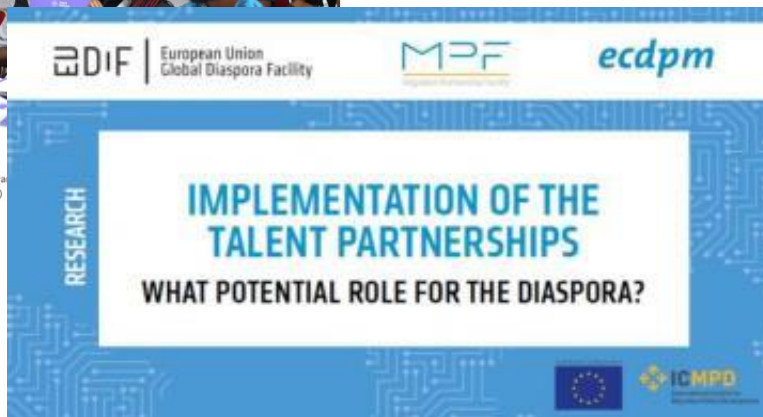 EUDiF
European Union
Global Diaspora Facility
MPF
ecdpm
RESEARCH
IMPLEMENTATION OF THE
TALENT PARTNERSHIPS
WHAT POTENTIAL ROLE FOR THE DIASPORA?
ICMPD